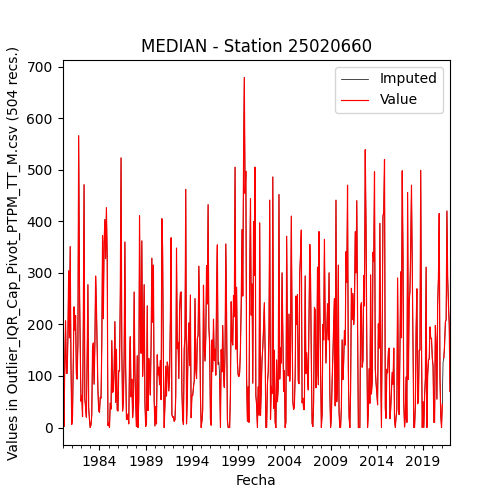 MEDIAN - Station 25020660
Values in Outlier_IQR_Cap_Pivot_PTPM_TT_M.csv (504 recs.)
700
600
500
400
300
200
100
0
Imputed
Value
1984 1989 1994 1999 2004 2009 2014 2019
Fecha